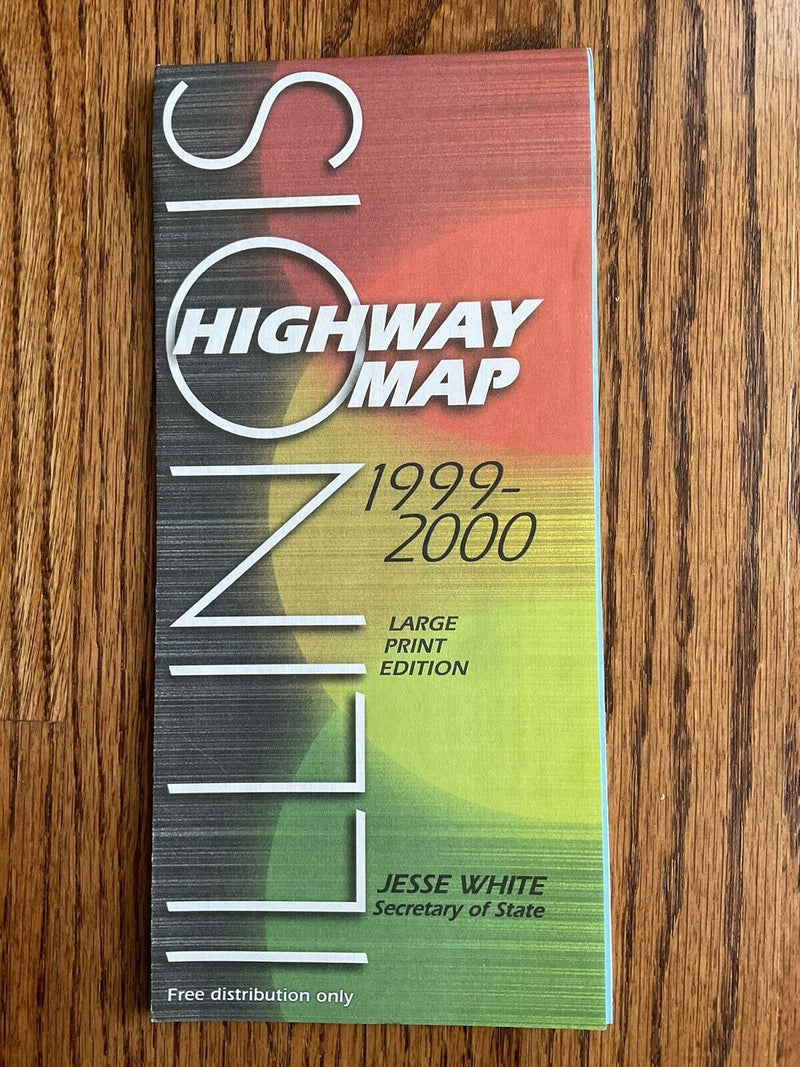 ILLINOIS
HIGHWAY
MAP
1999-
2000
LARGE
PRINT
EDITION
JESSE WHITE
Secretary of State
Free distribution only